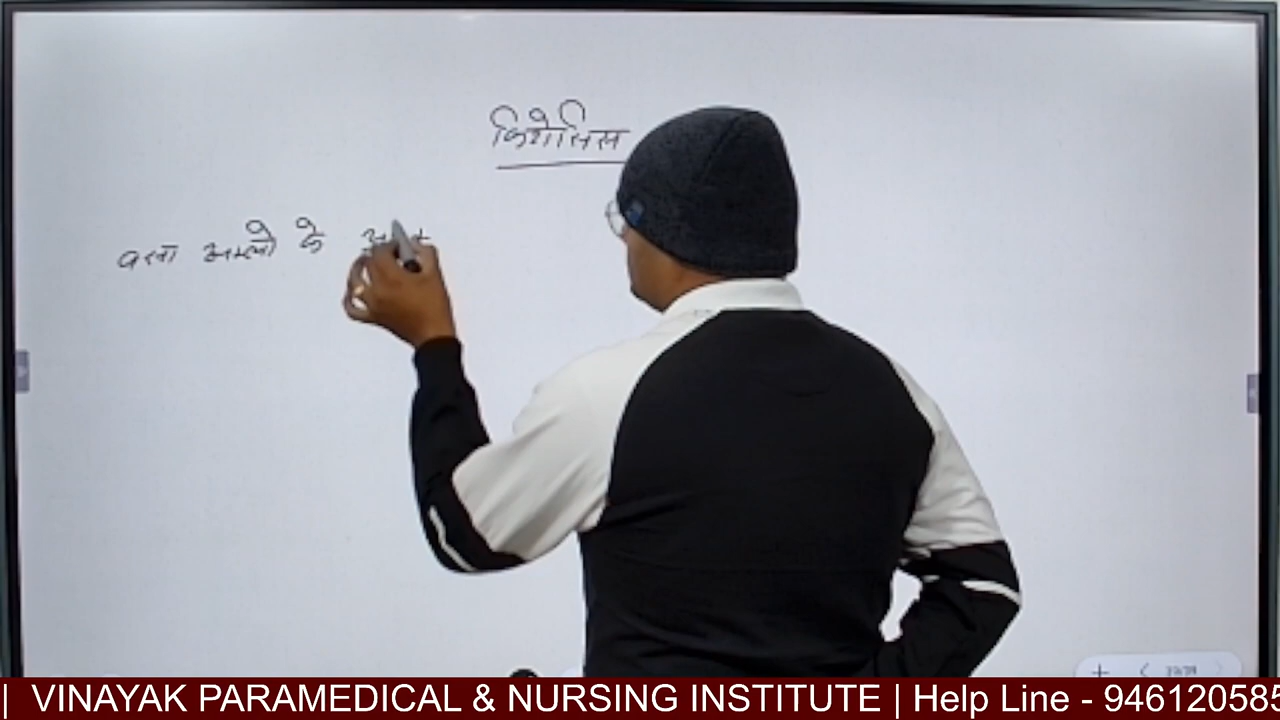 किटोसिस
वसा अम्लो के
| VINAYAK PARAMEDICAL & NURSING INSTITUTE | Help Line - 946120585